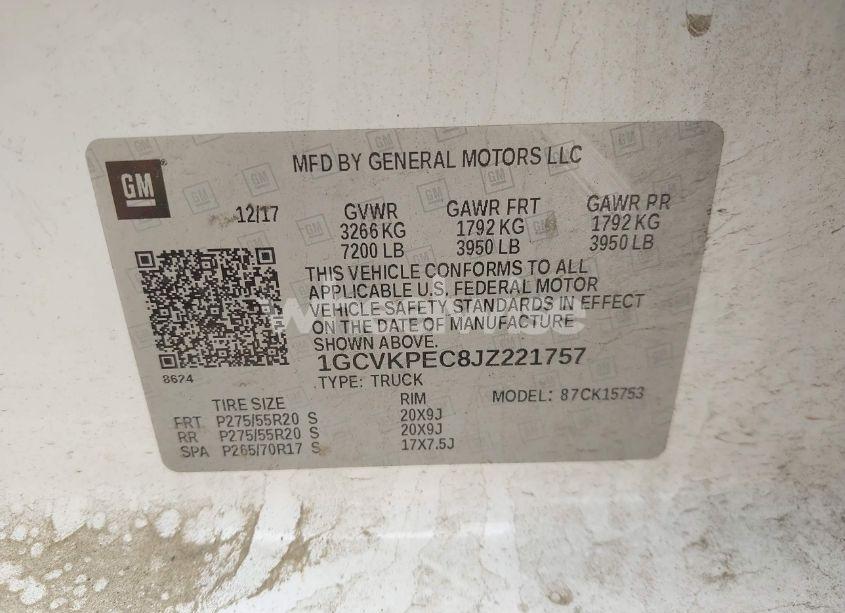 GM
MFD BY GENERAL MOTORS LLC
12/17 GVWR GAWR FRT GAWR PR
3266 KG 1792 KG 1792 KG
7200 LB 3950 LB 3950 LB
THIS VEHICLE CONFORMS TO ALL
APPLICABLE U.S. FEDERAL MOTOR
VEHICLE SAFETY STANDARDS IN EFFECT
ON THE DATE OF MANUFACTURE
SHOWN ABOVE.
1GCVKPEC8JZ221757
8624
TYPE: TRUCK
MODEL: 87CK15753
TIRE SIZE RIM
FRT P275/55R20 S 20X9J
RR P275/55R20 S 20X9J
SPA P265/70R17 S 17X7.5J